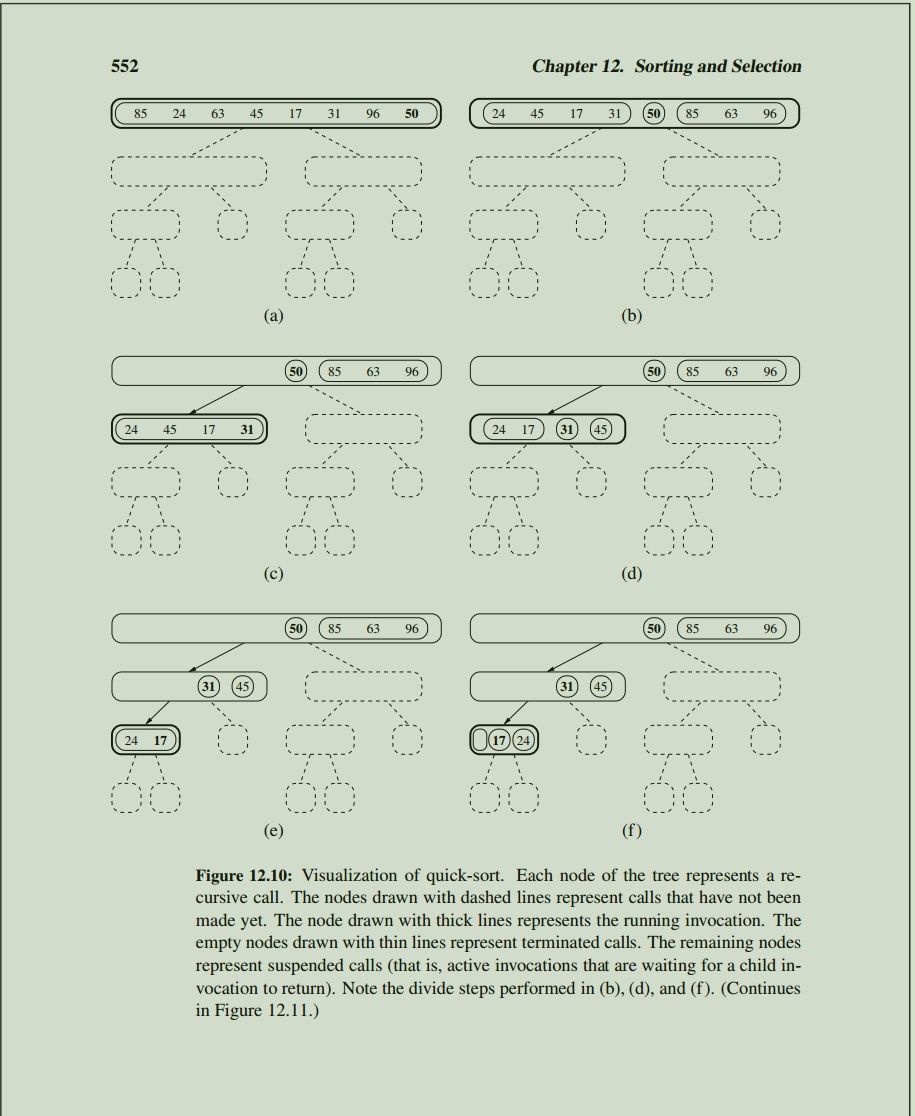 552 Chapter 12. Sorting and Selection
85 24 63 45 17 31 96 50
24 45 17 31 50 85 63 96
(a)
(b)
50 85 63 96
50 85 63 96
24 45 17 31
24 17 31 45
(c)
(d)
50 85 63 96
50 85 63 96
31 45
31 45
24 17
17 24
(e)
(f)
Figure 12.10: Visualization of quick-sort. Each node of the tree represents a re-
cursive call. The nodes drawn with dashed lines represent calls that have not been
made yet. The node drawn with thick lines represents the running invocation. The
empty nodes drawn with thin lines represent terminated calls. The remaining nodes
represent suspended calls (that is, active invocations that are waiting for a child in-
vocation to return). Note the divide steps performed in (b), (d), and (f). (Continues
in Figure 12.11.)